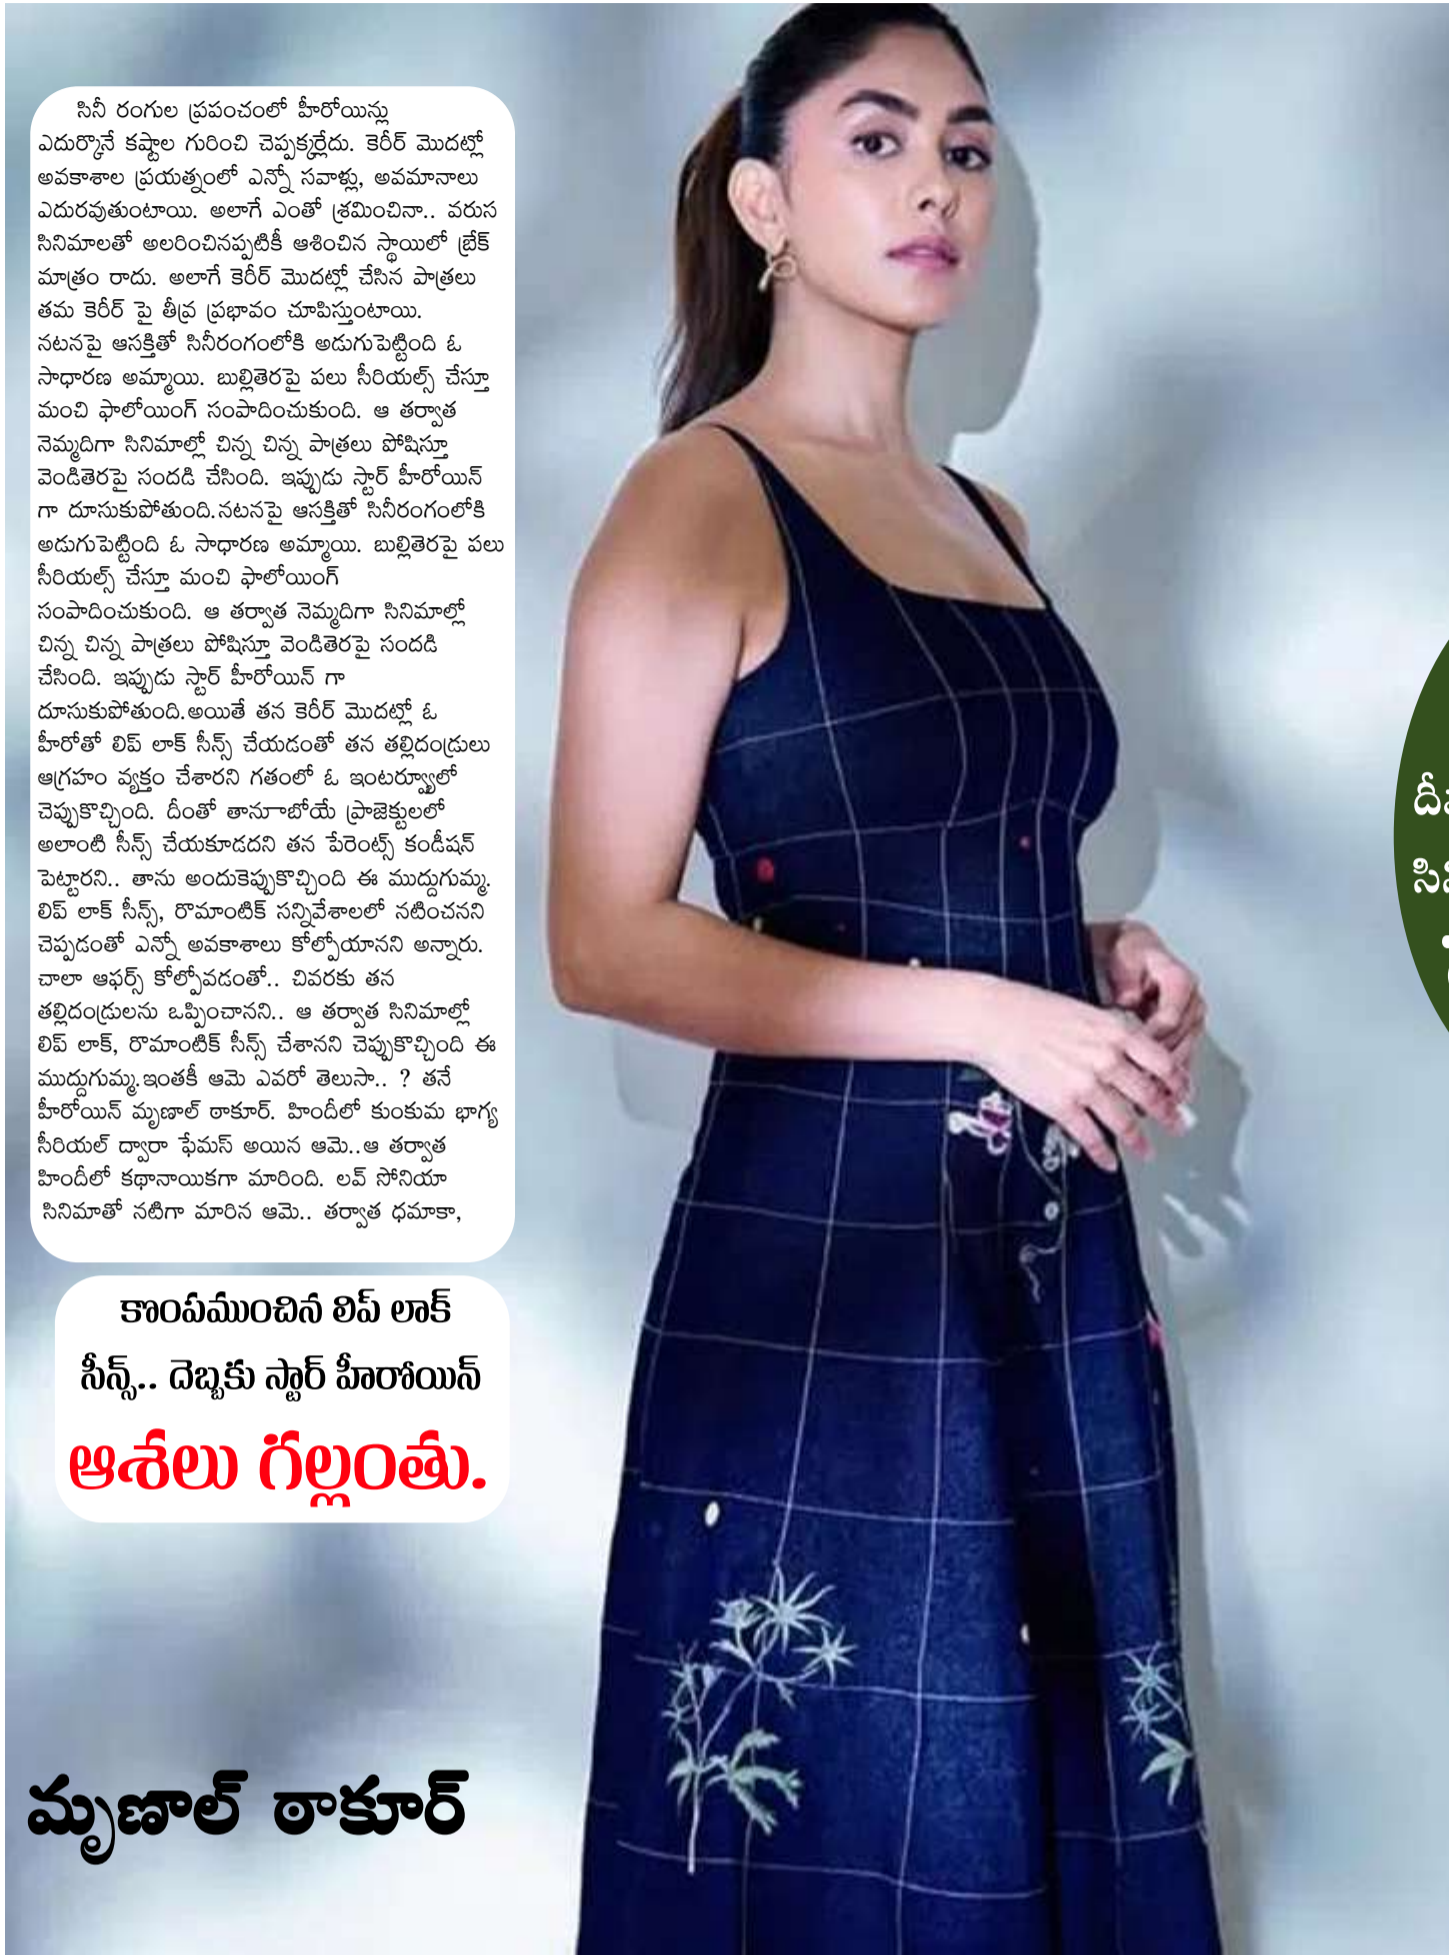 సినీ రంగుల ప్రపంచంలో హీరోయిన్లు
ఎదుర్కొనే కష్టాల గురించి చెప్పక్కర్లేదు. కెరీర్ మొదట్లో
అవకాశాల ప్రయత్నంలో ఎన్నో సవాళ్లు, అవమానాలు
ఎదురవుతుంటాయి. అలాగే ఎంతో శ్రమించినా.. వరుస
సినిమాలతో అలరించినప్పటికీ ఆశించిన స్థాయిలో బ్రేక్
మాత్రం రాదు. అలాగే కెరీర్ మొదట్లో చేసిన పాత్రలు
తమ కెరీర్ పై తీవ్ర ప్రభావం చూపిస్తుంటాయి.
నటనపై ఆసక్తితో సినీరంగంలోకి అడుగుపెట్టింది ఓ
సాధారణ అమ్మాయి. బుల్లితెరపై పలు సీరియల్స్ చేస్తూ
మంచి ఫాలోయింగ్ సంపాదించుకుంది. ఆ తర్వాత
నెమ్మదిగా సినిమాల్లో చిన్న చిన్న పాత్రలు పోషిస్తూ
వెండితెరపై సందడి చేసింది. ఇప్పుడు స్టార్ హీరోయిన్
గా దూసుకుపోతుంది.నటనపై ఆసక్తితో సినీరంగంలోకి
అడుగుపెట్టింది ఓ సాధారణ అమ్మాయి. బుల్లితెరపై పలు
సీరియల్స్ చేస్తూ మంచి ఫాలోయింగ్
సంపాదించుకుంది. ఆ తర్వాత నెమ్మదిగా సినిమాల్లో
చిన్న చిన్న పాత్రలు పోషిస్తూ వెండితెరపై సందడి
చేసింది. ఇప్పుడు స్టార్ హీరోయిన్ గా
దూసుకుపోతుంది.అయితే తన కెరీర్ మొదట్లో ఓ
హీరోతో లిప్ లాక్ సీన్స్ చేయడంతో తన తల్లిదండ్రులు
ఆగ్రహం వ్యక్తం చేశారని గతంలో ఓ ఇంటర్వ్యూలో
చెప్పుకొచ్చింది. దీంతో తానూబోయే ప్రాజెక్టులలో
అలాంటి సీన్స్ చేయకూడదని తన పేరెంట్స్ కండీషన్
పెట్టారని.. తాను అందుకెప్పుకొచ్చింది ఈ ముద్దుగుమ్మ.
లిప్ లాక్ సీన్స్, రొమాంటిక్ సన్నివేశాలలో నటించనని
చెప్పడంతో ఎన్నో అవకాశాలు కోల్పోయానని అన్నారు.
చాలా ఆఫర్స్ కోల్పోవడంతో.. చివరకు తన
తల్లిదండ్రులను ఒప్పించానని.. ఆ తర్వాత సినిమాల్లో
లిప్ లాక్, రొమాంటిక్ సీన్స్ చేశానని చెప్పుకొచ్చింది ఈ
ముద్దుగుమ్మ.ఇంతకీ ఆమె ఎవరో తెలుసా.. ? తనే
హీరోయిన్ మృణాల్ ఠాకూర్. హిందీలో కుంకుమ భాగ్య
సీరియల్ ద్వారా ఫేమస్ అయిన ఆమె..ఆ తర్వాత
హిందీలో కథానాయికగా మారింది. లవ్ సోనియా
సినిమాతో నటిగా మారిన ఆమె.. తర్వాత ధమాకా,
కొంపముంచిన లిప్ లాక్
సీన్స్.. దెబ్బకు స్టార్ హీరోయిన్
ఆశలు గల్లంతు.
మృణాల్ ఠాకూర్